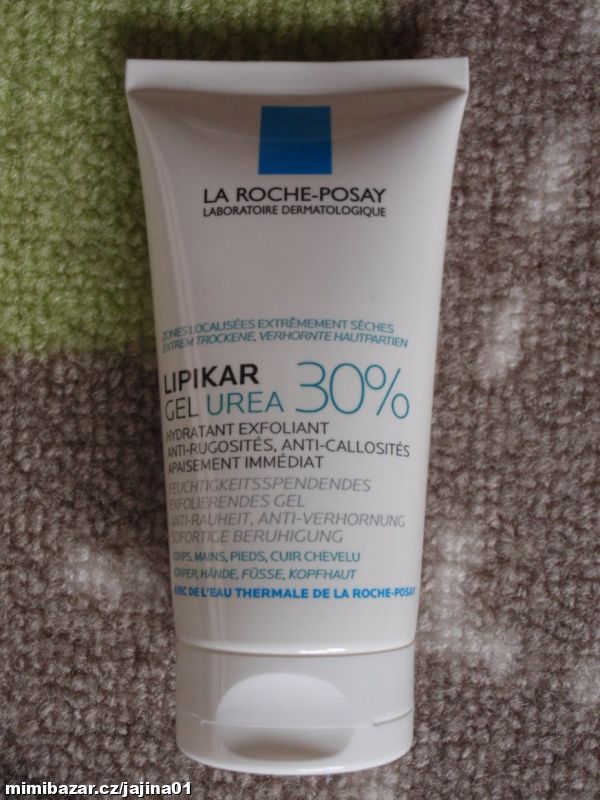 LA ROCHE-POSAY
LABORATOIRE DERMATOLOGIQUE
ZONES LOCALISÉES EXTRÊMEMENT SÈCHES
EXTREM TROCKENE, VERHORNTE HAUTPARTIEN
LIPIKAR
GEL UREA 30%
HYDRATANT EXFOLIANT
ANTI-RUGOSITÉS, ANTI-CALLOSITÉS
APAISEMENT IMMÉDIAT
FEUCHTIGKEITSSPENDENDES
EXFOLIERENDES GEL
ANTI-RAUHEIT, ANTI-VERHORNUNG
SOFORTIGE BERUHIGUNG
CORPS, MAINS, PIEDS, CUIR CHEVELU
KÖRPER, HÄNDE, FÜSSE, KOPFHAUT
AVEC DE L'EAU THERMALE DE LA ROCHE-POSAY
mimibazar.cz/jajina01